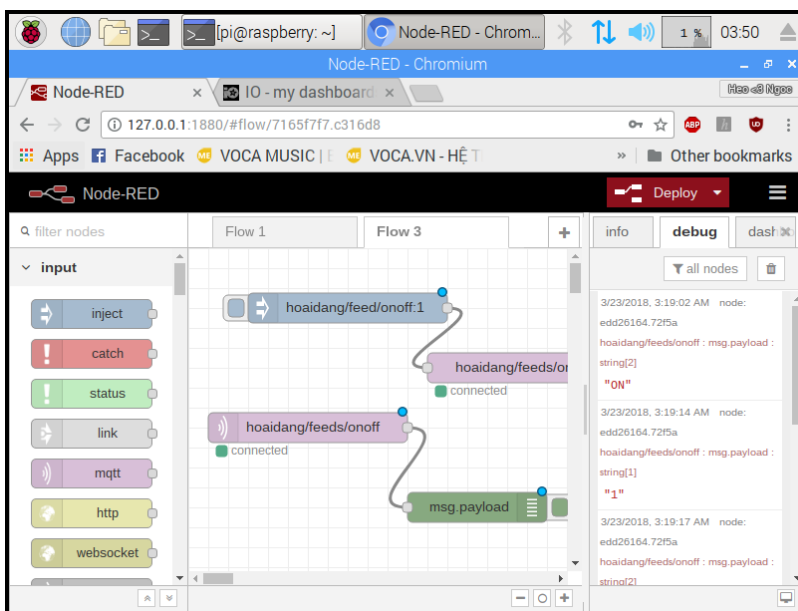 [pi@raspberry: ~]
Node-RED - Chrom...
1 %
03:50
Node-RED - Chromium
Node-RED
IO - my dashboard
Heo <3 Ngoc
127.0.0.1:1880/#flow/7165f7f7.c316d8
ABP
Apps
Facebook
VOCA MUSIC |
VOCA.VN - HỆ T
»
Other bookmarks
Node-RED
Deploy
filter nodes
Flow 1
Flow 3
+
info
debug
dash
input
all nodes
inject
catch
status
link
mqtt
http
websocket
hoaidang/feed/onoff:1
hoaidang/feeds/on
connected
hoaidang/feeds/onoff
connected
msg.payload
3/23/2018, 3:19:02 AM node:
edd26164.72f5a
hoaidang/feeds/onoff : msg.payload :
string[2]
"ON"
3/23/2018, 3:19:14 AM node:
edd26164.72f5a
hoaidang/feeds/onoff : msg.payload :
string[1]
"1"
3/23/2018, 3:19:17 AM node:
edd26164.72f5a
hoaidang/feeds/onoff : msg.payload :
string[2]